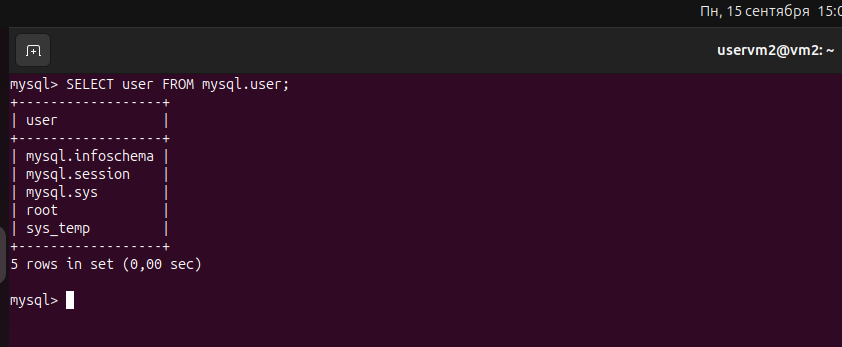 Пн, 15 сентября 15:0
uservm2@vm2: ~
mysql> SELECT user FROM mysql.user;
+------------------+
| user             |
+------------------+
| mysql.infoschema |
| mysql.session    |
| mysql.sys        |
| root             |
| sys_temp         |
+------------------+
5 rows in set (0,00 sec)
mysql>